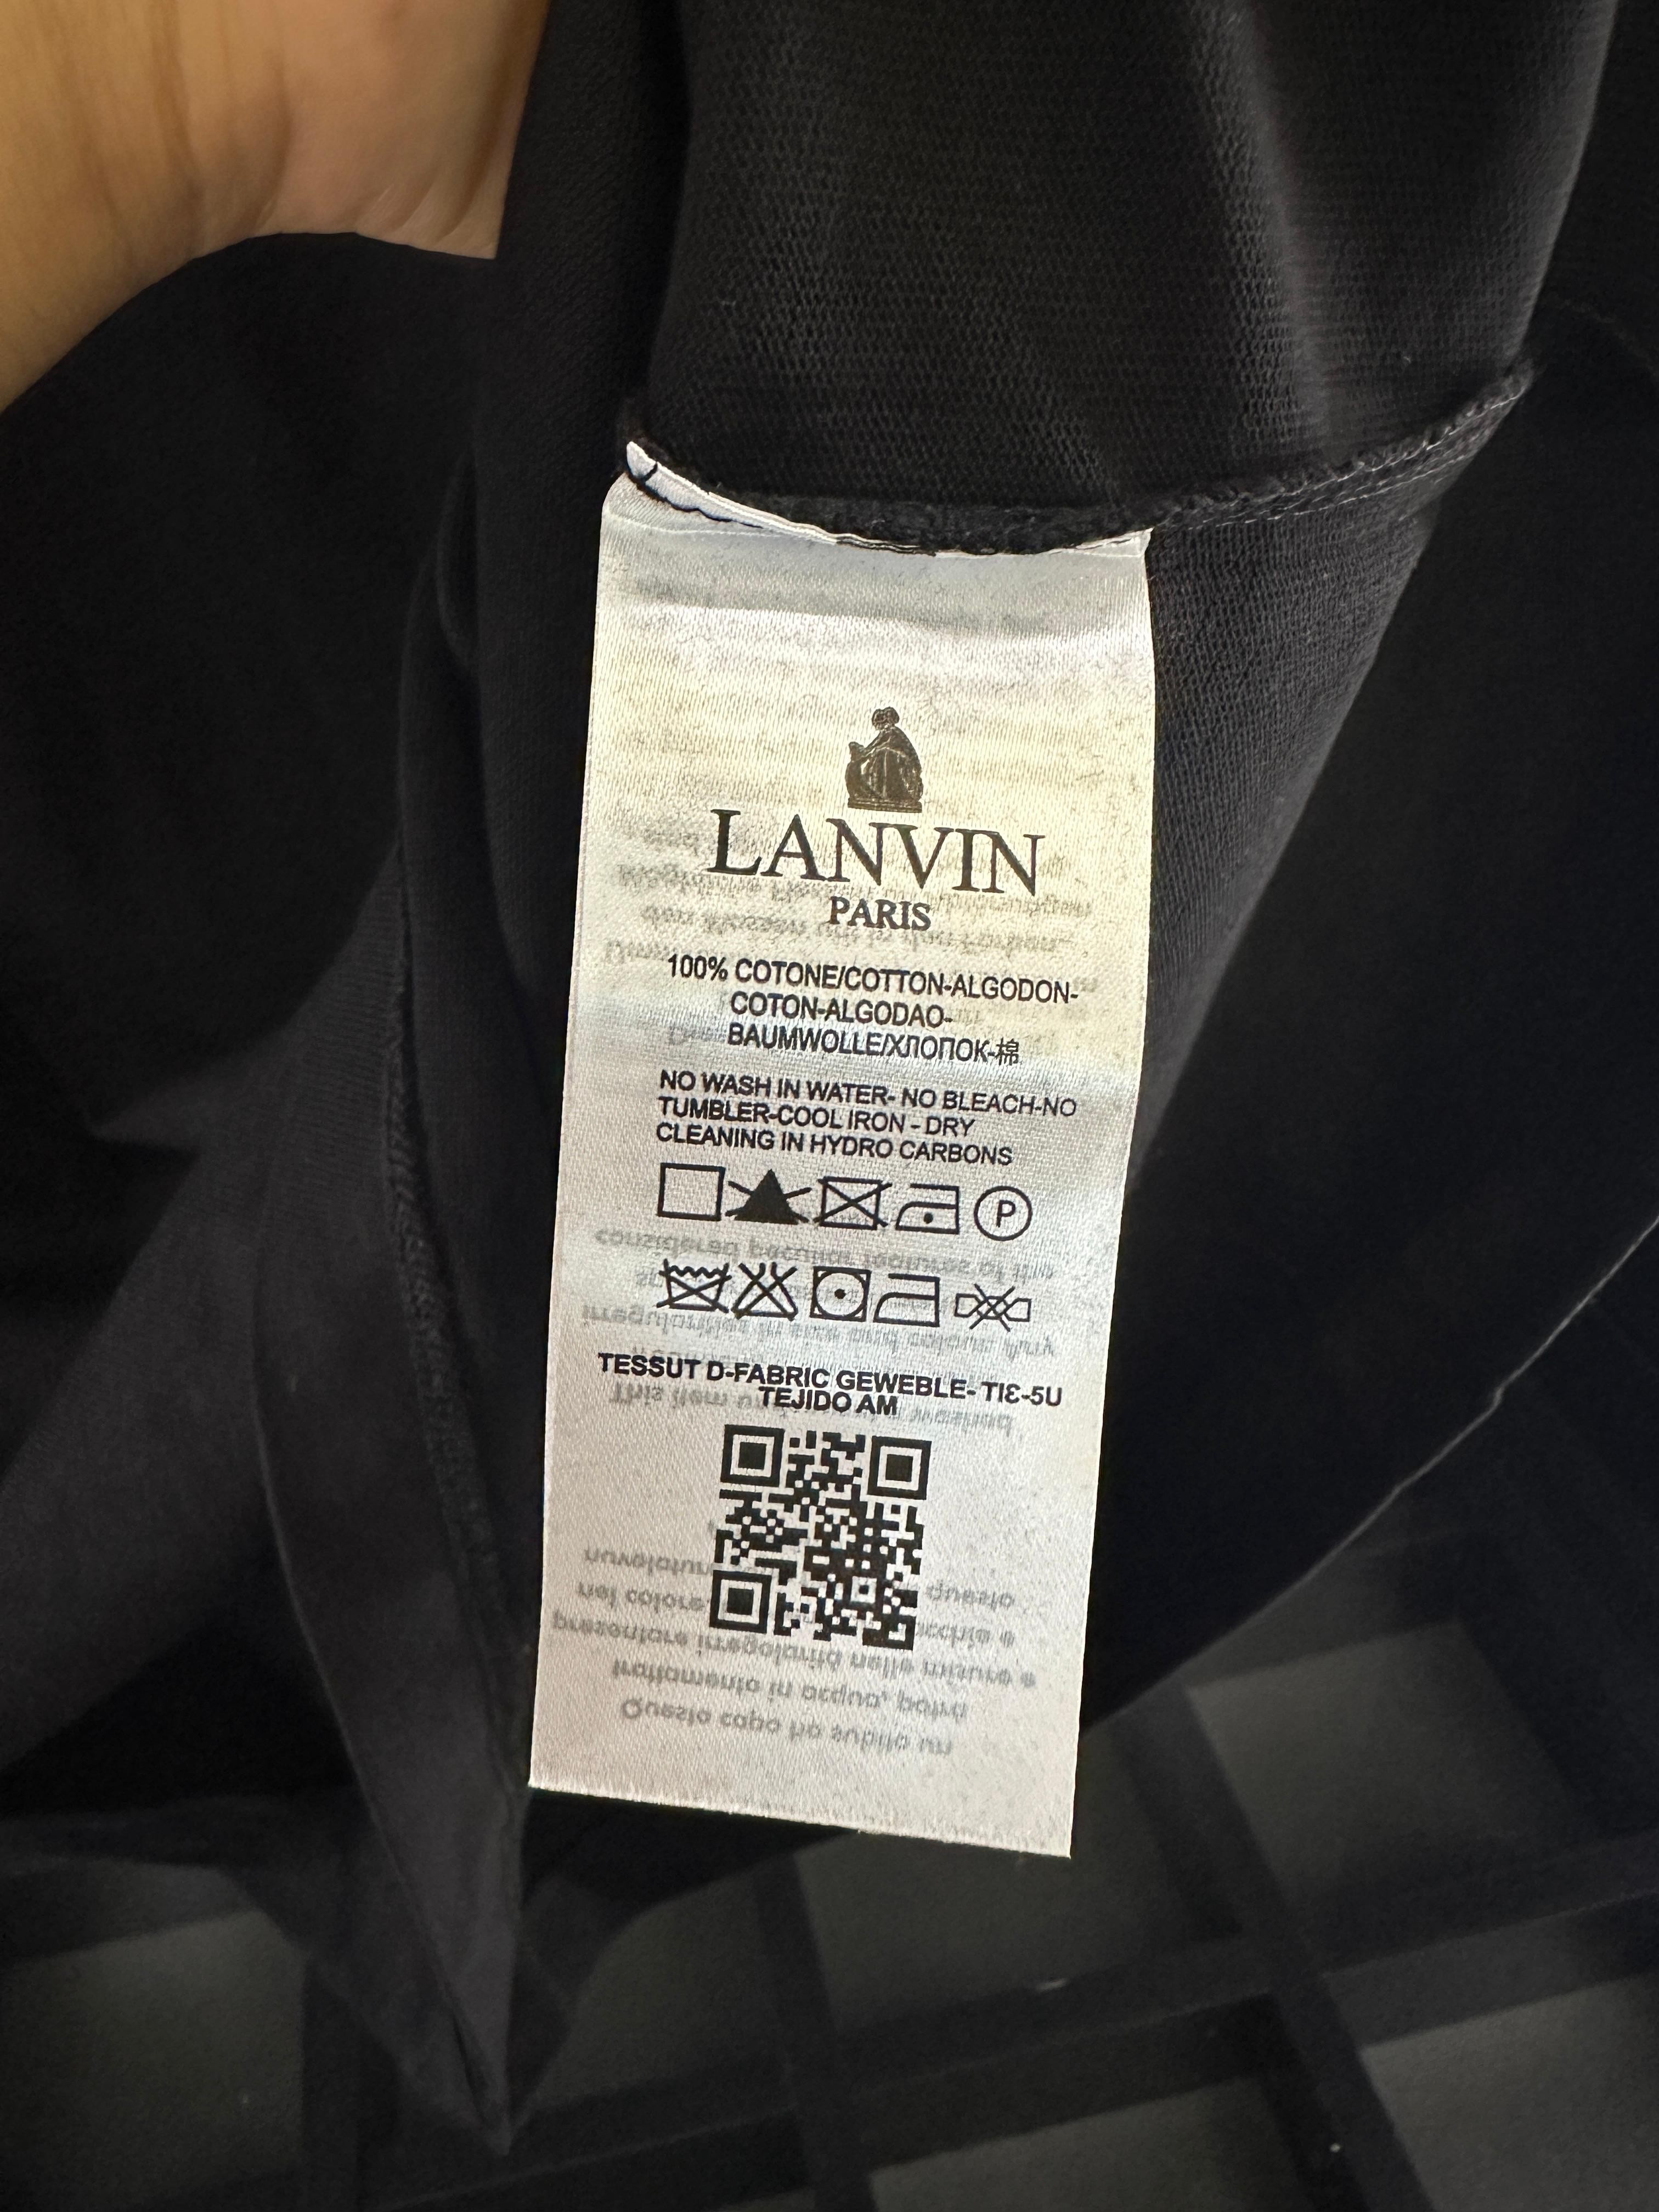 LANVIN
PARIS
100% COTONE/COTTON-ALGODON-
COTON-ALGODAO-
BAUMWOLLE/ХЛОПОК-棉
NO WASH IN WATER- NO BLEACH-NO
TUMBLER-COOL IRON - DRY
CLEANING IN HYDRO CARBONS
P
TESSUT D-FABRIC GEWEBLE- TIƐ-5U
TEJIDO AM